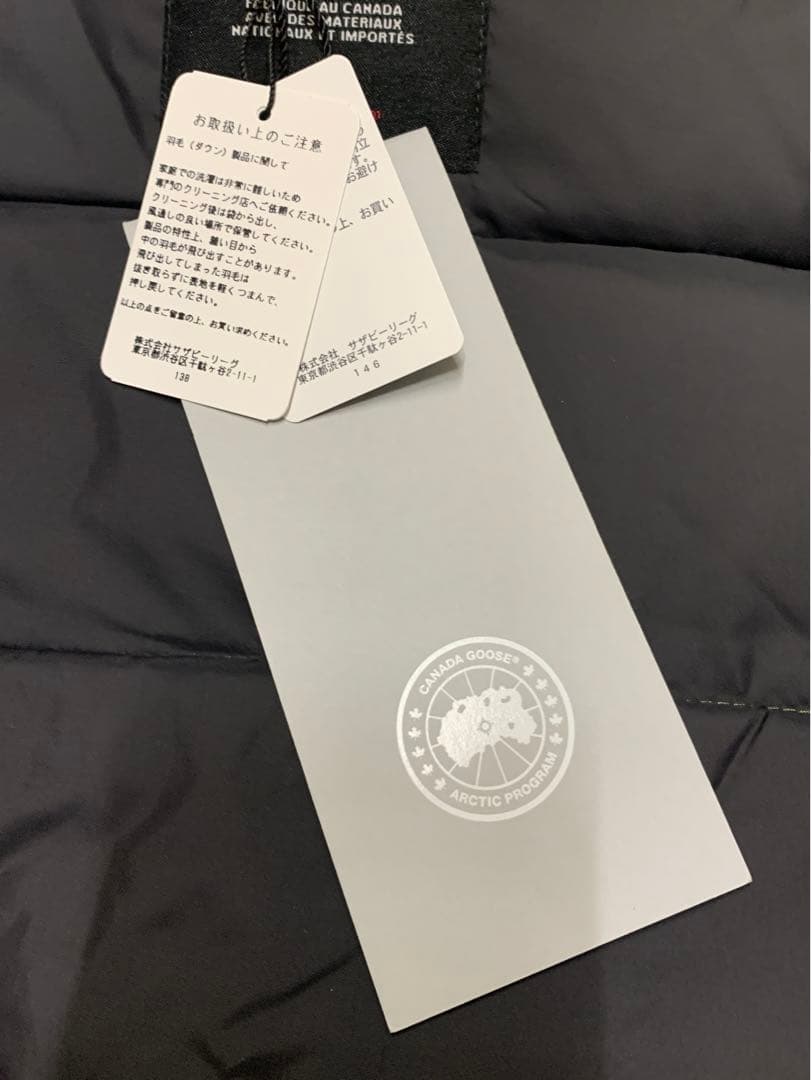 FABRIQUÉ AU CANADA
AVEC DES MATÉRIAUX
NATIONAUX ET IMPORTÉS
お取扱い上のご注意
羽毛（ダウン）製品に関して
家庭での洗濯は非常に難しいため
専門のクリーニング店へご依頼ください。
クリーニング後は袋から出し、
風通しの良い場所で保管してください。
製品の特性上、縫い目から
中の羽毛が飛び出すことがあります。
飛び出してしまった羽毛は
抜き取らずに表地を軽くつまんで、
押し戻してください。
以上の点をご留意の上、お買い求めください。
株式会社サザビーリーグ
東京都渋谷区千駄ヶ谷2-11-1
138
立
す。
お避け
上、お買い
株式会社 サザビーリーグ
東京都渋谷区千駄ヶ谷2-11-1
146
CANADA GOOSE®
ARCTIC PROGRAM